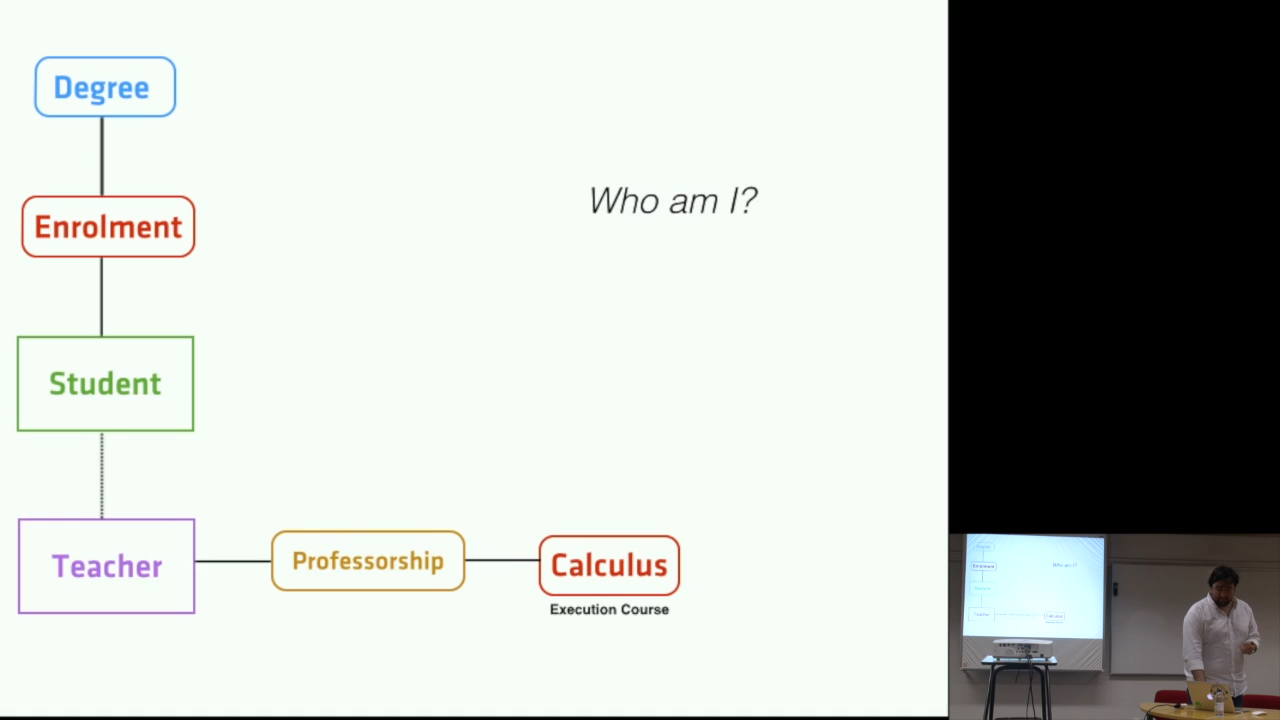 Degree
Who am I?
Enrolment
Student
Teacher
Professorship
Calculus
Execution Course